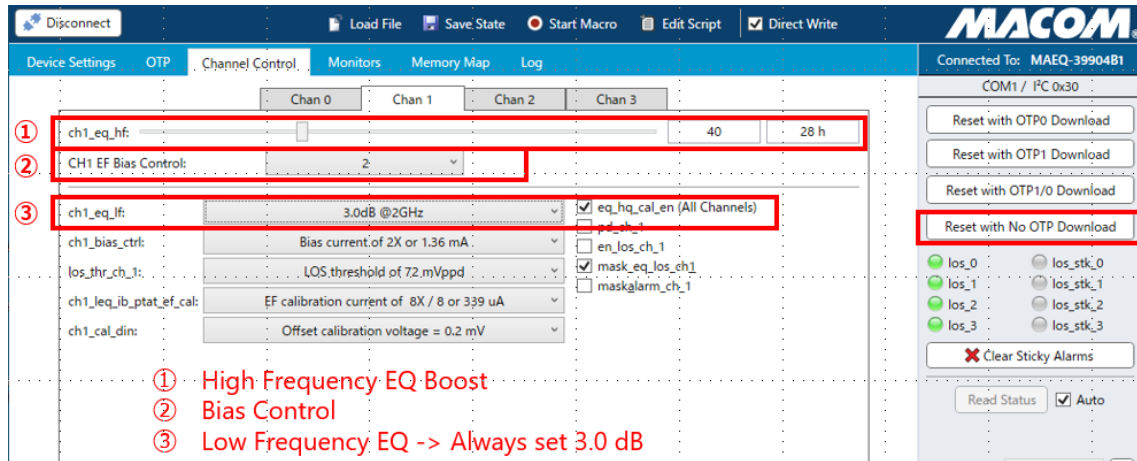 Disconnect Load File Save State Start Macro Edit Script Direct Write MACOM
Device Settings OTP Channel Control Monitors Memory Map Log Connected To: MAEQ-39904B1
COM1 / I²C 0x30
Chan 0 Chan 1 Chan 2 Chan 3
Reset with OTP0 Download
① ch1_eq_hf: 40 28 h
Reset with OTP1 Download
② CH1 EF Bias Control: 2
Reset with OTP1/0 Download
③ ch1_eq_lf: 3.0dB @2GHz eq_hq_cal_en (All Channels)
Reset with No OTP Download
pd_ch_1
ch1_bias_ctrl: Bias current of 2X or 1.36 mA en_los_ch_1
los_0 los_stk_0
los_thr_ch_1: LOS threshold of 72 mVppd mask_eq_los_ch1
los_1 los_stk_1
maskalarm_ch_1
ch1_leq_ib_ptat_ef_cal: EF calibration current of 8X / 8 or 339 uA
los_2 los_stk_2
ch1_cal_din: Offset calibration voltage = 0.2 mV
los_3 los_stk_3
Clear Sticky Alarms
① High Frequency EQ Boost
Read Status Auto
② Bias Control
③ Low Frequency EQ -> Always set 3.0 dB